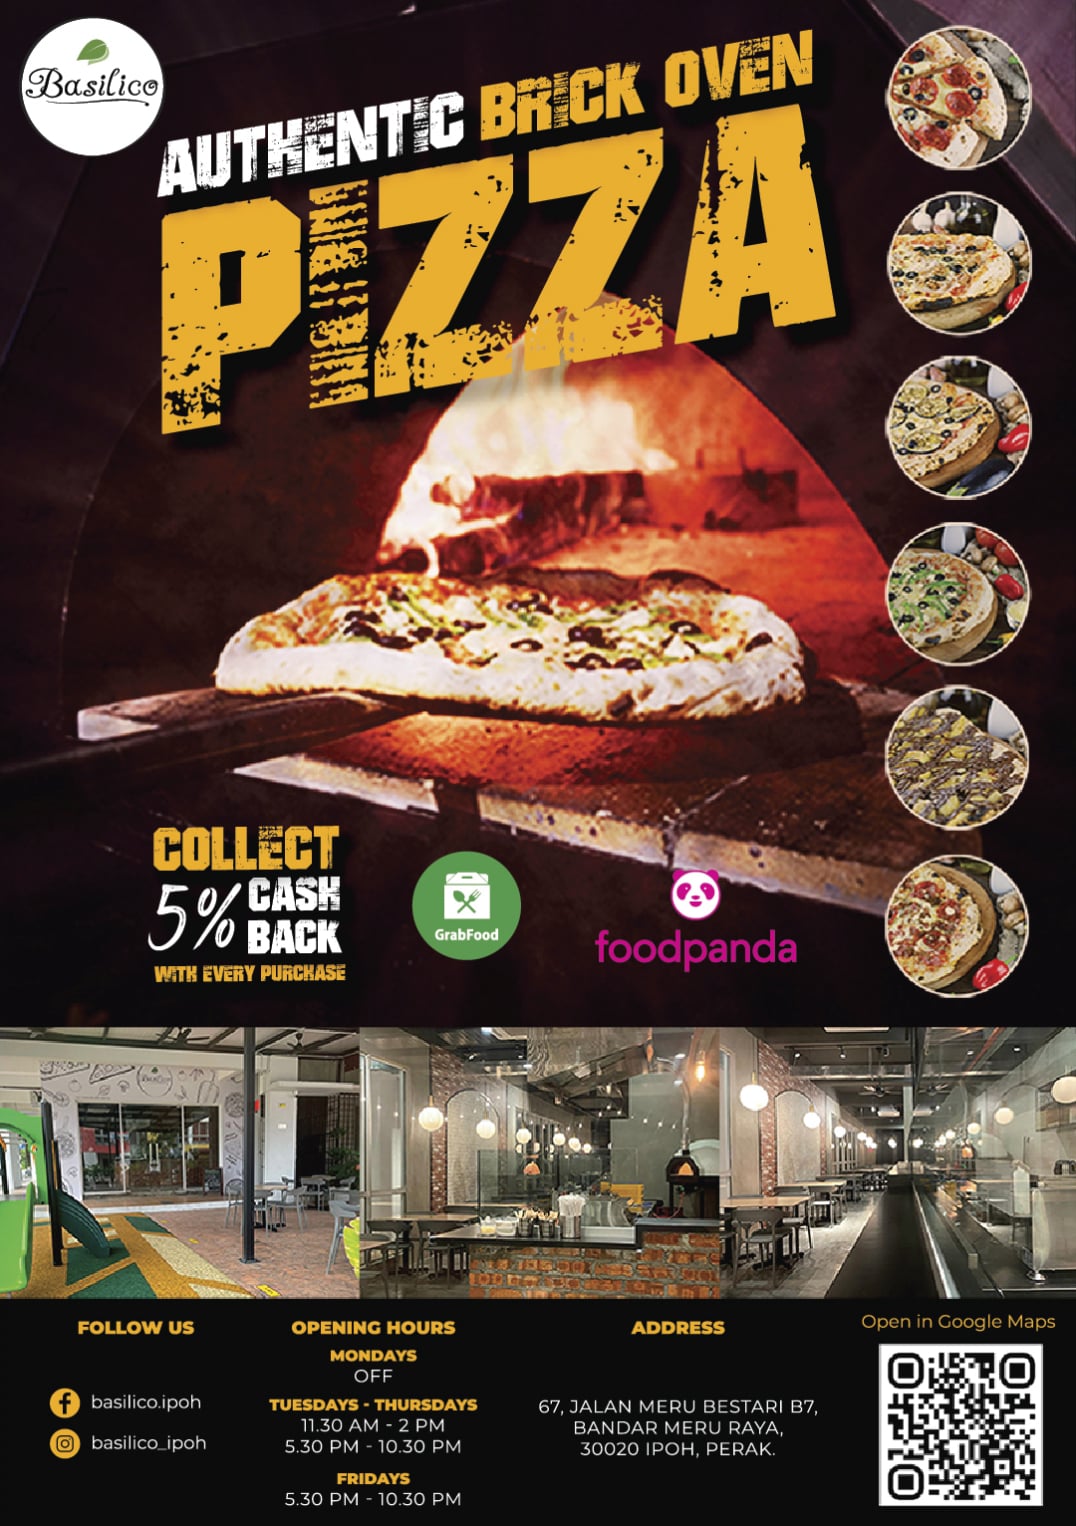 Basilico
AUTHENTIC BRICK OVEN
PIZZA
COLLECT
5% CASH
BACK
WITH EVERY PURCHASE
GrabFood
foodpanda
BASILICO
FOLLOW US
basilico.ipoh
basilico_ipoh
OPENING HOURS
MONDAYS
OFF
TUESDAYS - THURSDAYS
11.30 AM - 2 PM
5.30 PM - 10.30 PM
FRIDAYS
5.30 PM - 10.30 PM
ADDRESS
67, JALAN MERU BESTARI B7,
BANDAR MERU RAYA,
30020 IPOH, PERAK.
Open in Google Maps